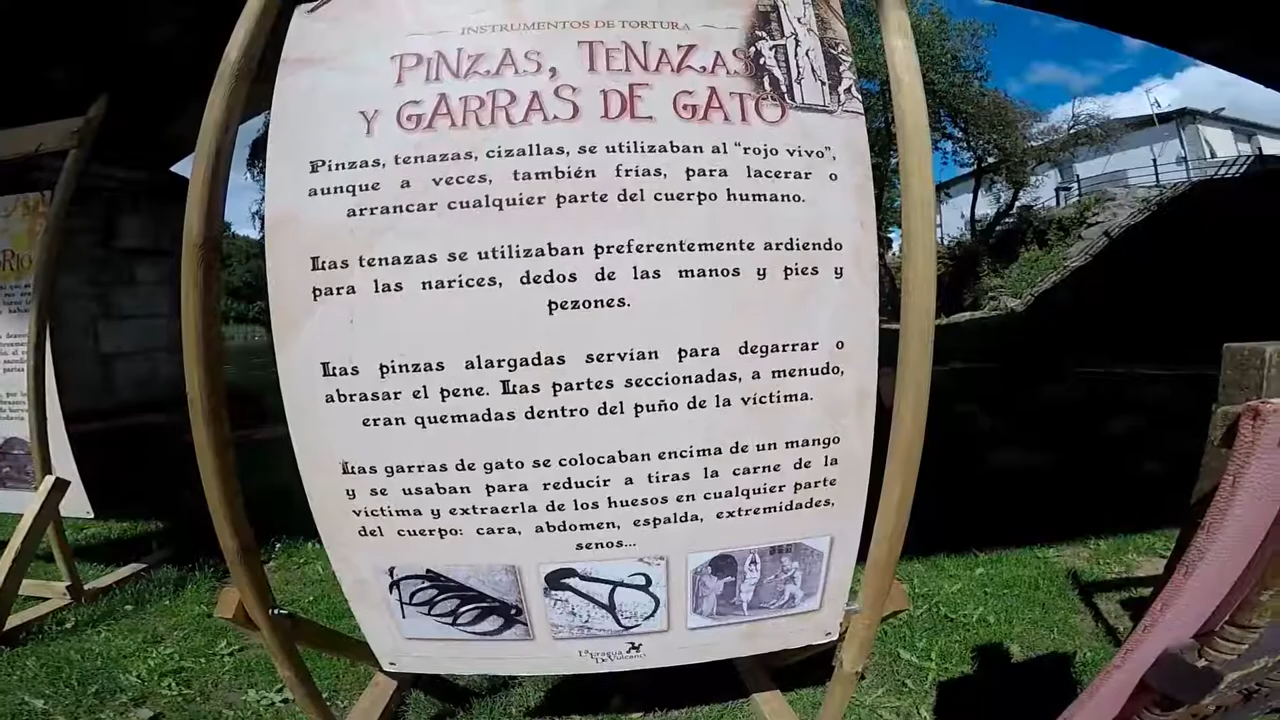 INSTRUMENTOS DE TORTURA
PINZAS, TENAZAS
Y GARRAS DE GATO
Pinzas, tenazas, cizallas, se utilizaban al "rojo vivo",
aunque a veces, también frías, para lacerar o
arrancar cualquier parte del cuerpo humano.
Las tenazas se utilizaban preferentemente ardiendo
para las narices, dedos de las manos y pies y
pezones.
Las pinzas alargadas servían para degarrar o
abrasar el pene. Las partes seccionadas, a menudo,
eran quemadas dentro del puño de la víctima.
Las garras de gato se colocaban encima de un mango
y se usaban para reducir a tiras la carne de la
víctima y extraerla de los huesos en cualquier parte
del cuerpo: cara, abdomen, espalda, extremidades,
senos...
La Fragua
De Vulcano